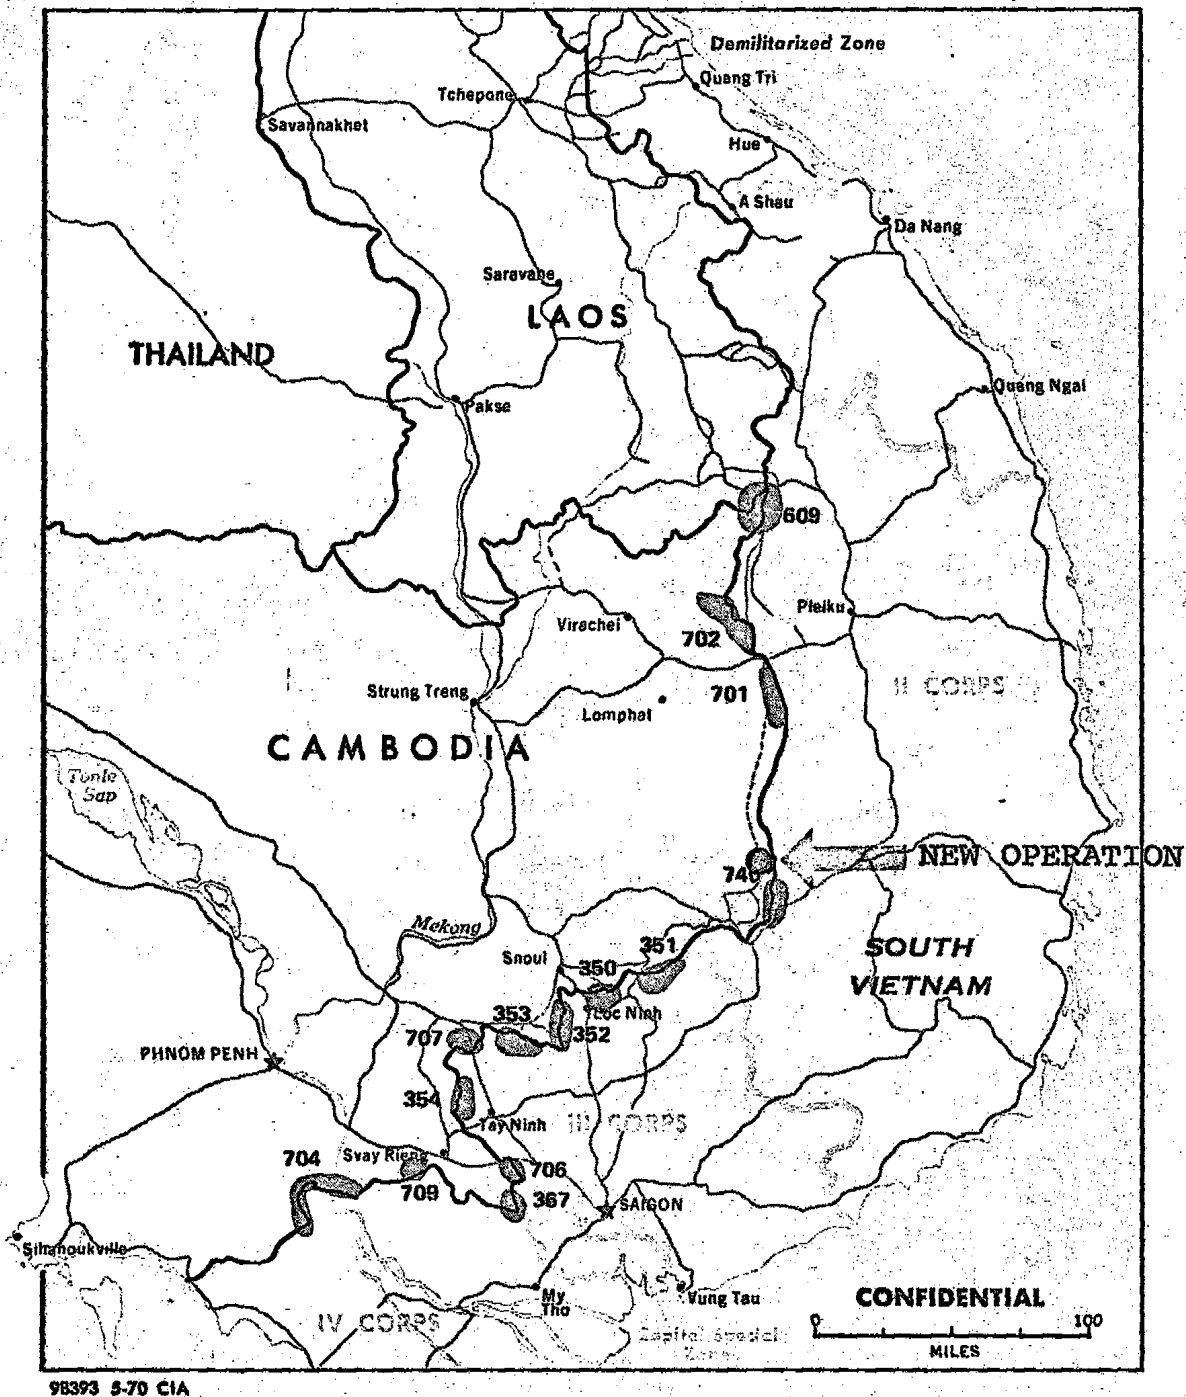 Demilitarized Zone
Quang Tri
Tchepone
Savannakhet
Hue
A Shau
Da Nang
Saravane
LAOS
THAILAND
Pakse
Quang Ngai
609
Pleiku
Virachei
702
II CORPS
Strung Treng
701
Lomphat
CAMBODIA
Tonle
Sap
NEW OPERATION
740
Mekong
351
SOUTH
VIETNAM
Snoul
350
Loc Ninh
353
352
707
PHNOM PENH
354
Tay Ninh
III CORPS
Svay Rieng
704
706
709
367
SAIGON
Sihanoukville
My
Tho
Vung Tau
CONFIDENTIAL
IV CORPS
Capital Special
Zone
0 100
MILES
98393 5-70 CIA